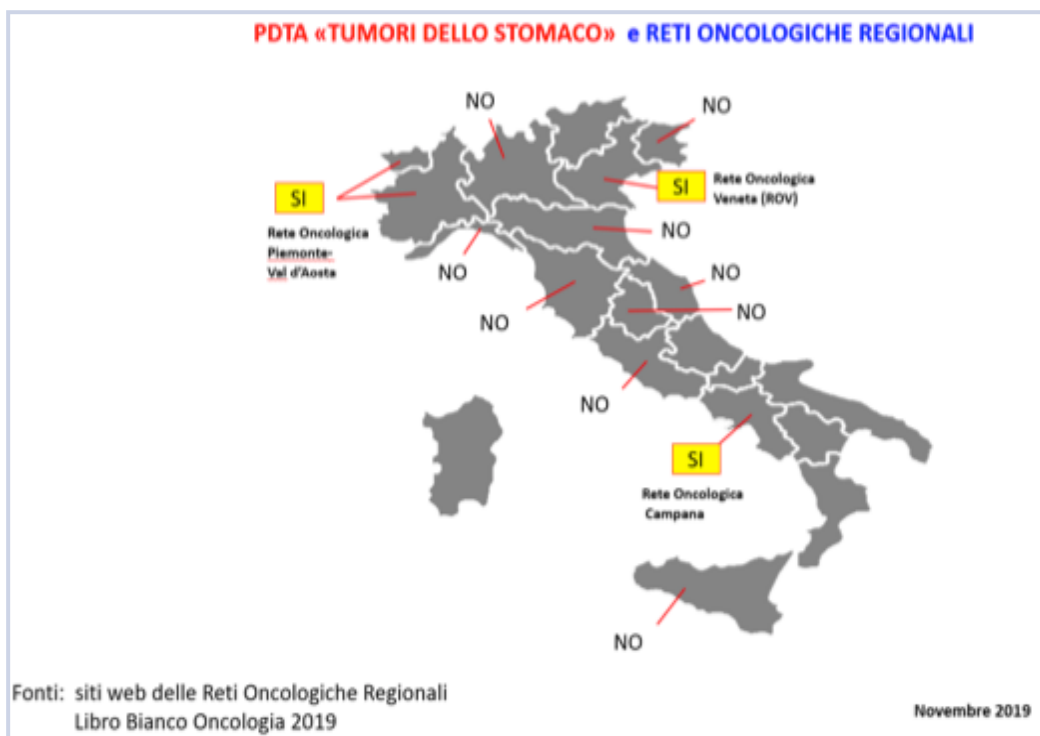 PDTA «TUMORI DELLO STOMACO» e RETI ONCOLOGICHE REGIONALI
NO
NO
SI
Rete Oncologica
Piemonte-
Val d'Aosta
SI
Rete Oncologica
Veneta (ROV)
NO
NO
NO
NO
NO
NO
SI
Rete Oncologica
Campana
NO
Fonti: siti web delle Reti Oncologiche Regionali
Libro Bianco Oncologia 2019
Novembre 2019